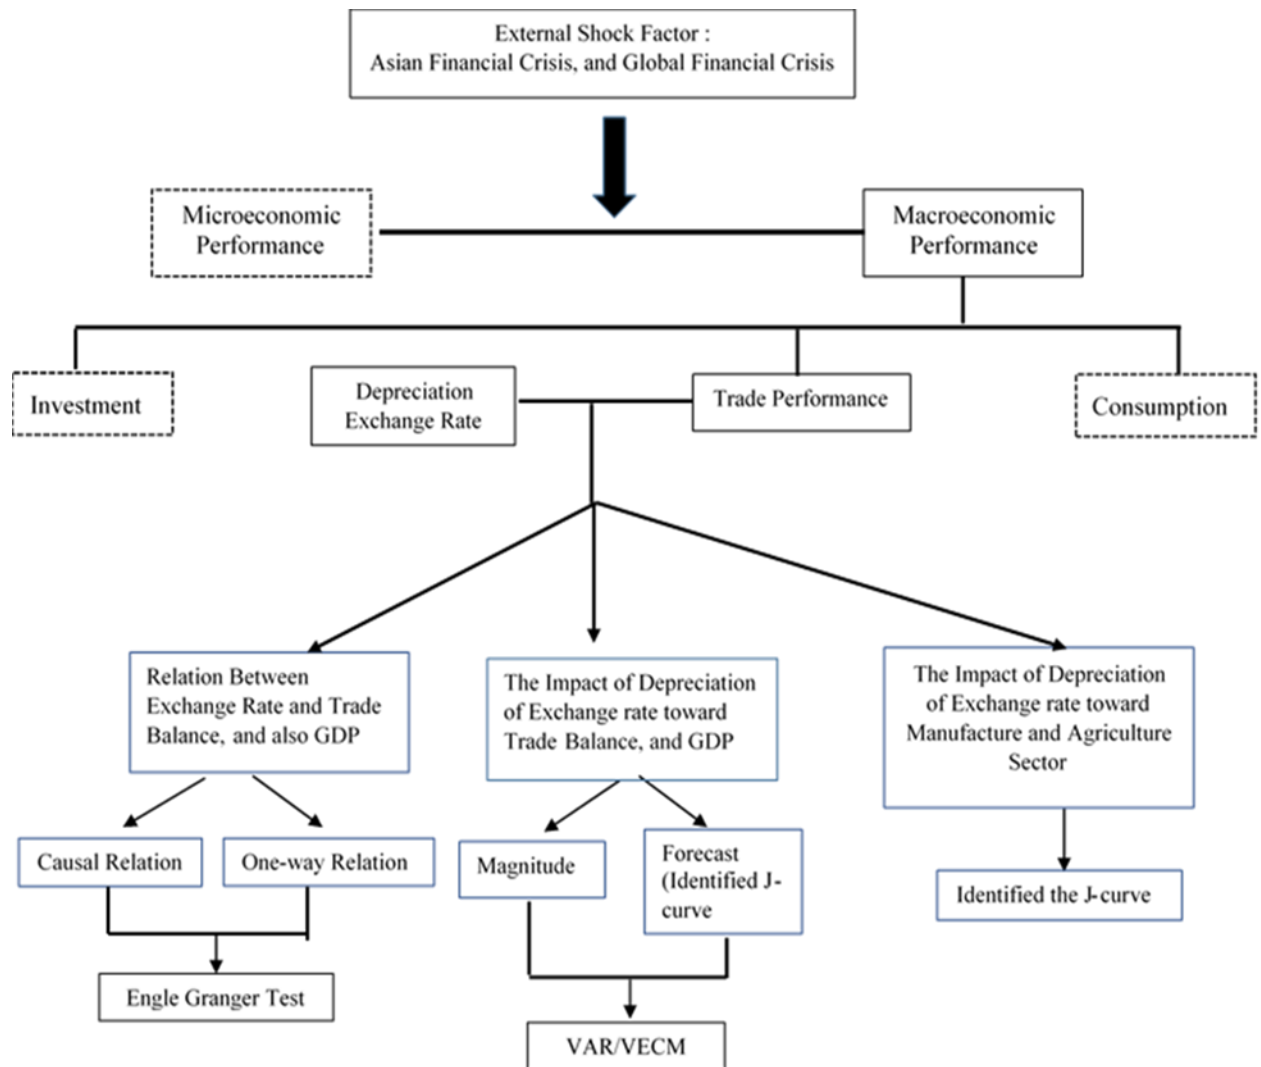 External Shock Factor :
Asian Financial Crisis, and Global Financial Crisis
Microeconomic
Performance
Macroeconomic
Performance
Investment
Depreciation
Exchange Rate
Trade Performance
Consumption
Relation Between
Exchange Rate and Trade
Balance, and also GDP
The Impact of Depreciation
of Exchange rate toward
Trade Balance, and GDP
The Impact of Depreciation
of Exchange rate toward
Manufacture and Agriculture
Sector
Causal Relation
One-way Relation
Magnitude
Forecast
(Identified J-
curve
Identified the J-curve
Engle Granger Test
VAR/VECM